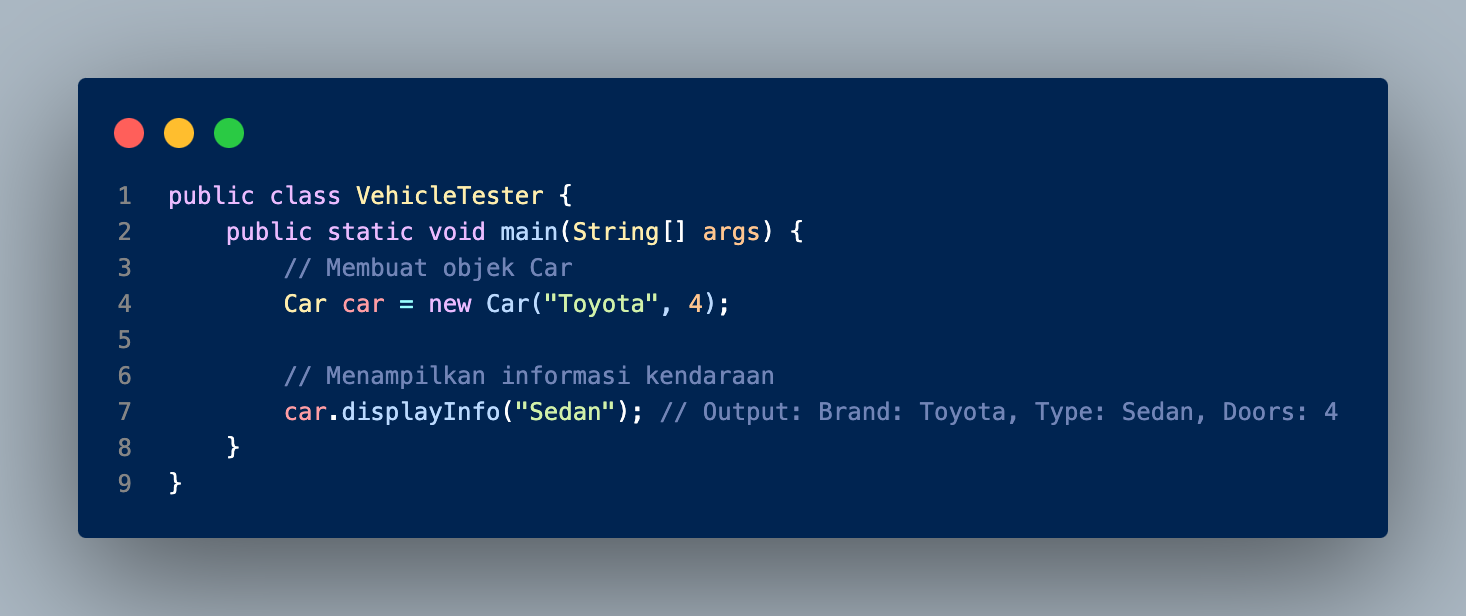 1 public class VehicleTester {
2     public static void main(String[] args) {
3         // Membuat objek Car
4         Car car = new Car("Toyota", 4);
5
6         // Menampilkan informasi kendaraan
7         car.displayInfo("Sedan"); // Output: Brand: Toyota, Type: Sedan, Doors: 4
8     }
9 }